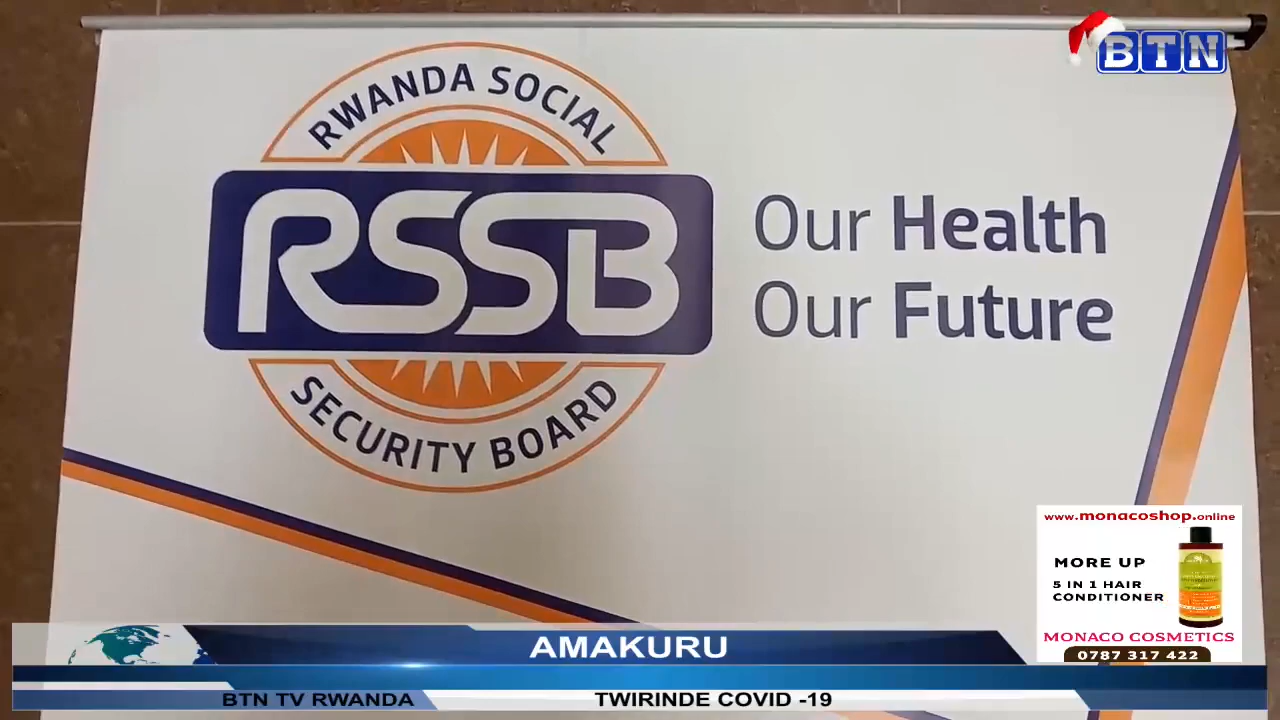 BTN
RWANDA SOCIAL
RSSB
SECURITY BOARD
Our Health
Our Future
www.monacoshop.online
MORE UP
5 IN 1 HAIR
CONDITIONER
MONACO COSMETICS
0787 317 422
AMAKURU
BTN TV RWANDA
TWIRINDE COVID -19